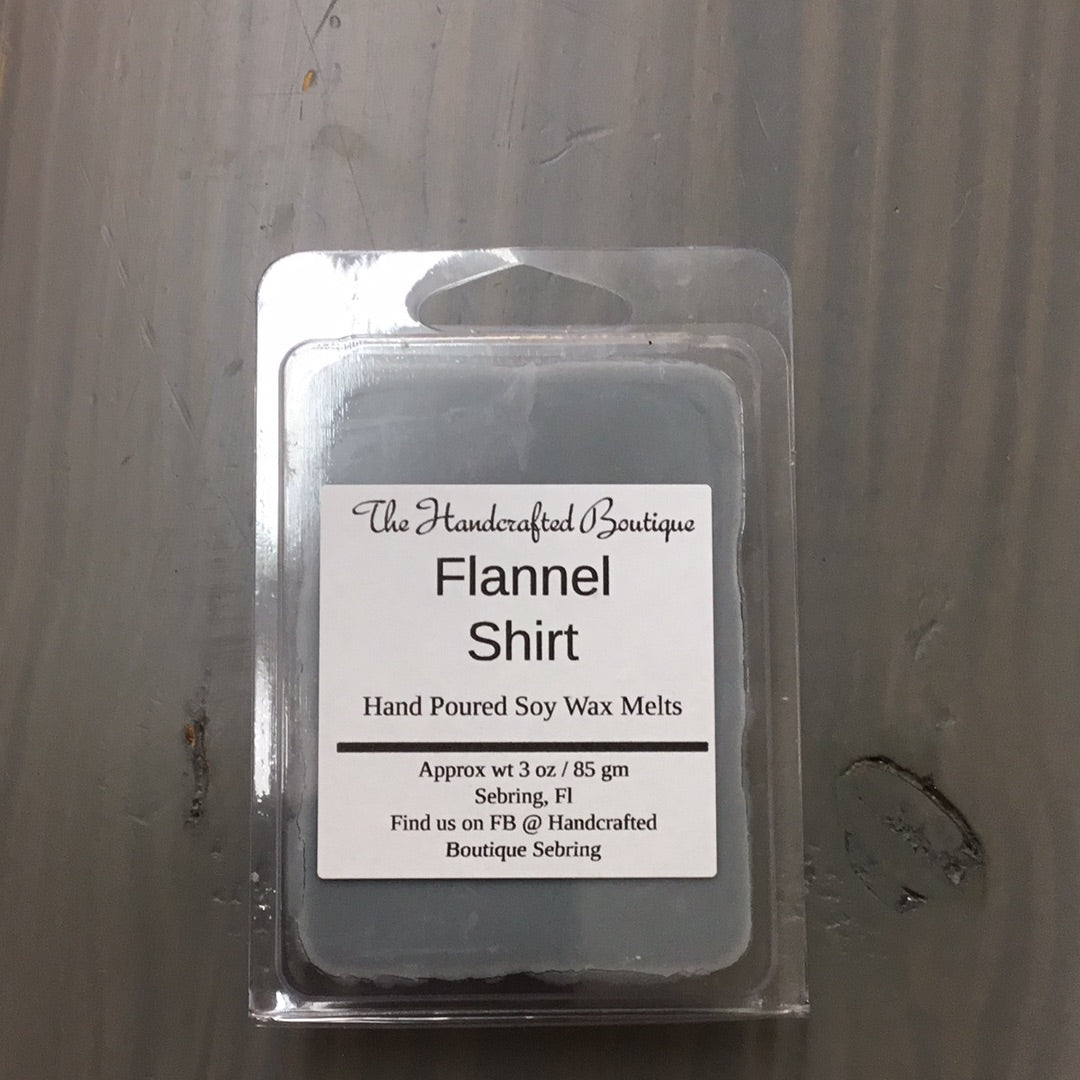 The Handcrafted Boutique
Flannel
Shirt
Hand Poured Soy Wax Melts
Approx wt 3 oz / 85 gm
Sebring, Fl
Find us on FB @ Handcrafted
Boutique Sebring